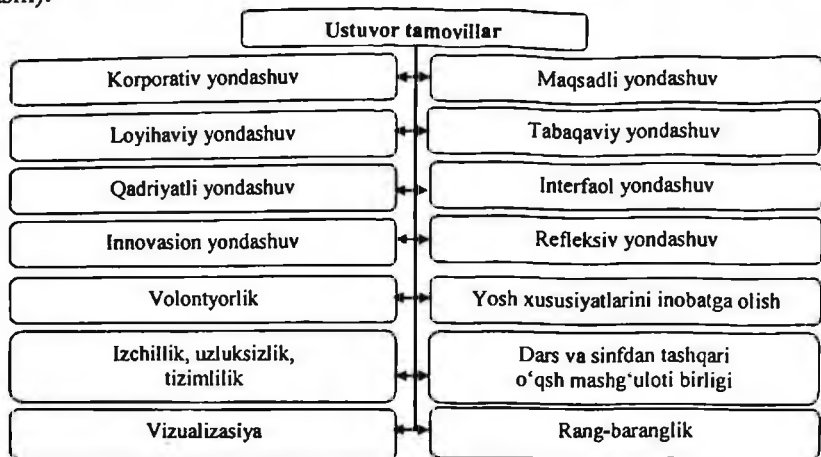 Ustuvor tamovillar
Korporativ yondashuv
Maqsadli yondashuv
Loyihaviy yondashuv
Tabaqaviy yondashuv
Qadriyatli yondashuv
Interfaol yondashuv
Innovasion yondashuv
Refleksiv yondashuv
Volontyorlik
Yosh xususiyatlarini inobatga olish
Izchillik, uzluksizlik,
tizimlilik
Dars va sinfdan tashqari
o‘qsh mashg‘uloti birligi
Vizualizasiya
Rang-baranglik